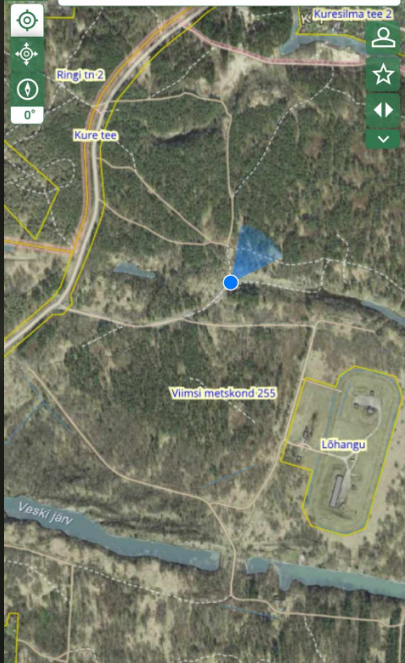 Kuresilma tee 2
Ringi tn 2
0°
Kure tee
Viimsi metskond 255
Lõhangu
Veski järv